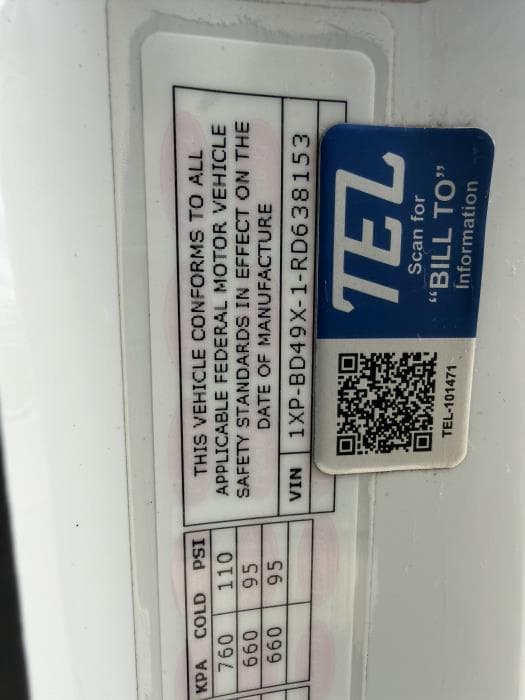 THIS VEHICLE CONFORMS TO ALL
APPLICABLE FEDERAL MOTOR VEHICLE
SAFETY STANDARDS IN EFFECT ON THE
DATE OF MANUFACTURE
VIN 1XP-BD49X-1-RD638153
KPA COLD PSI
760 110
660 95
660 95
TEL
Scan for
“BILL TO”
Information
TEL-101471